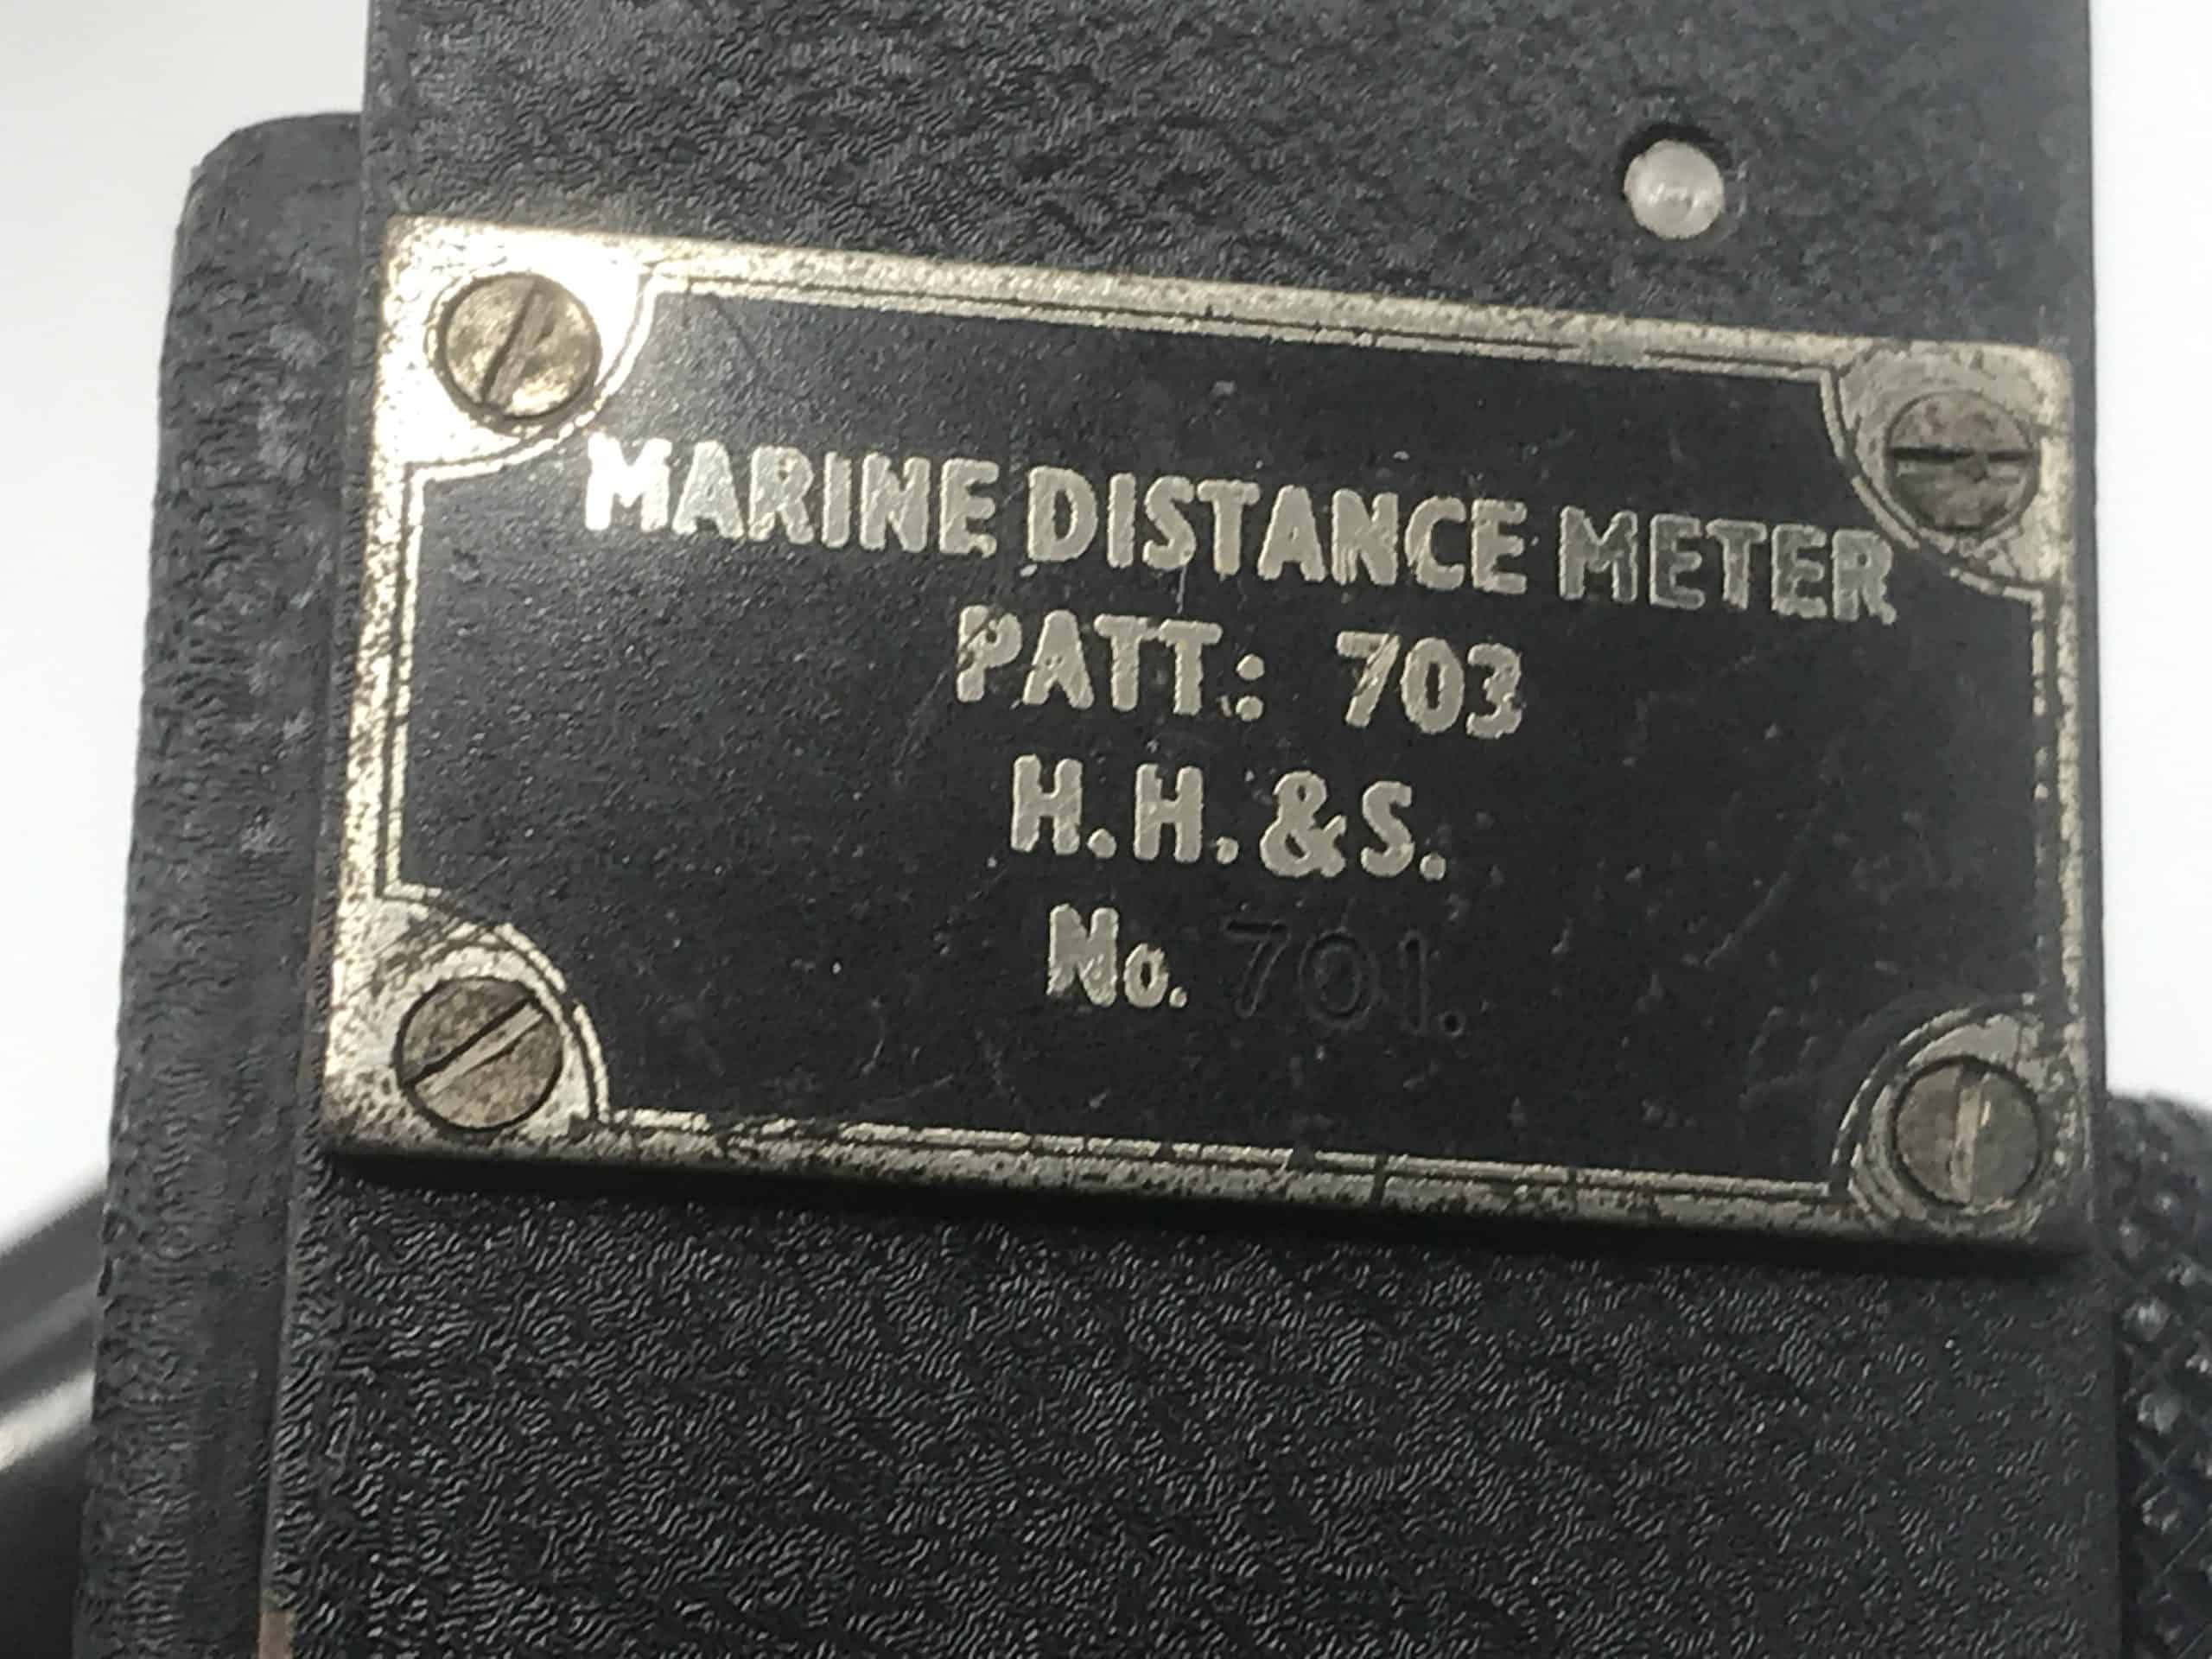 MARINE DISTANCE METER
PATT: 703
H.H.&S.
No. 701.